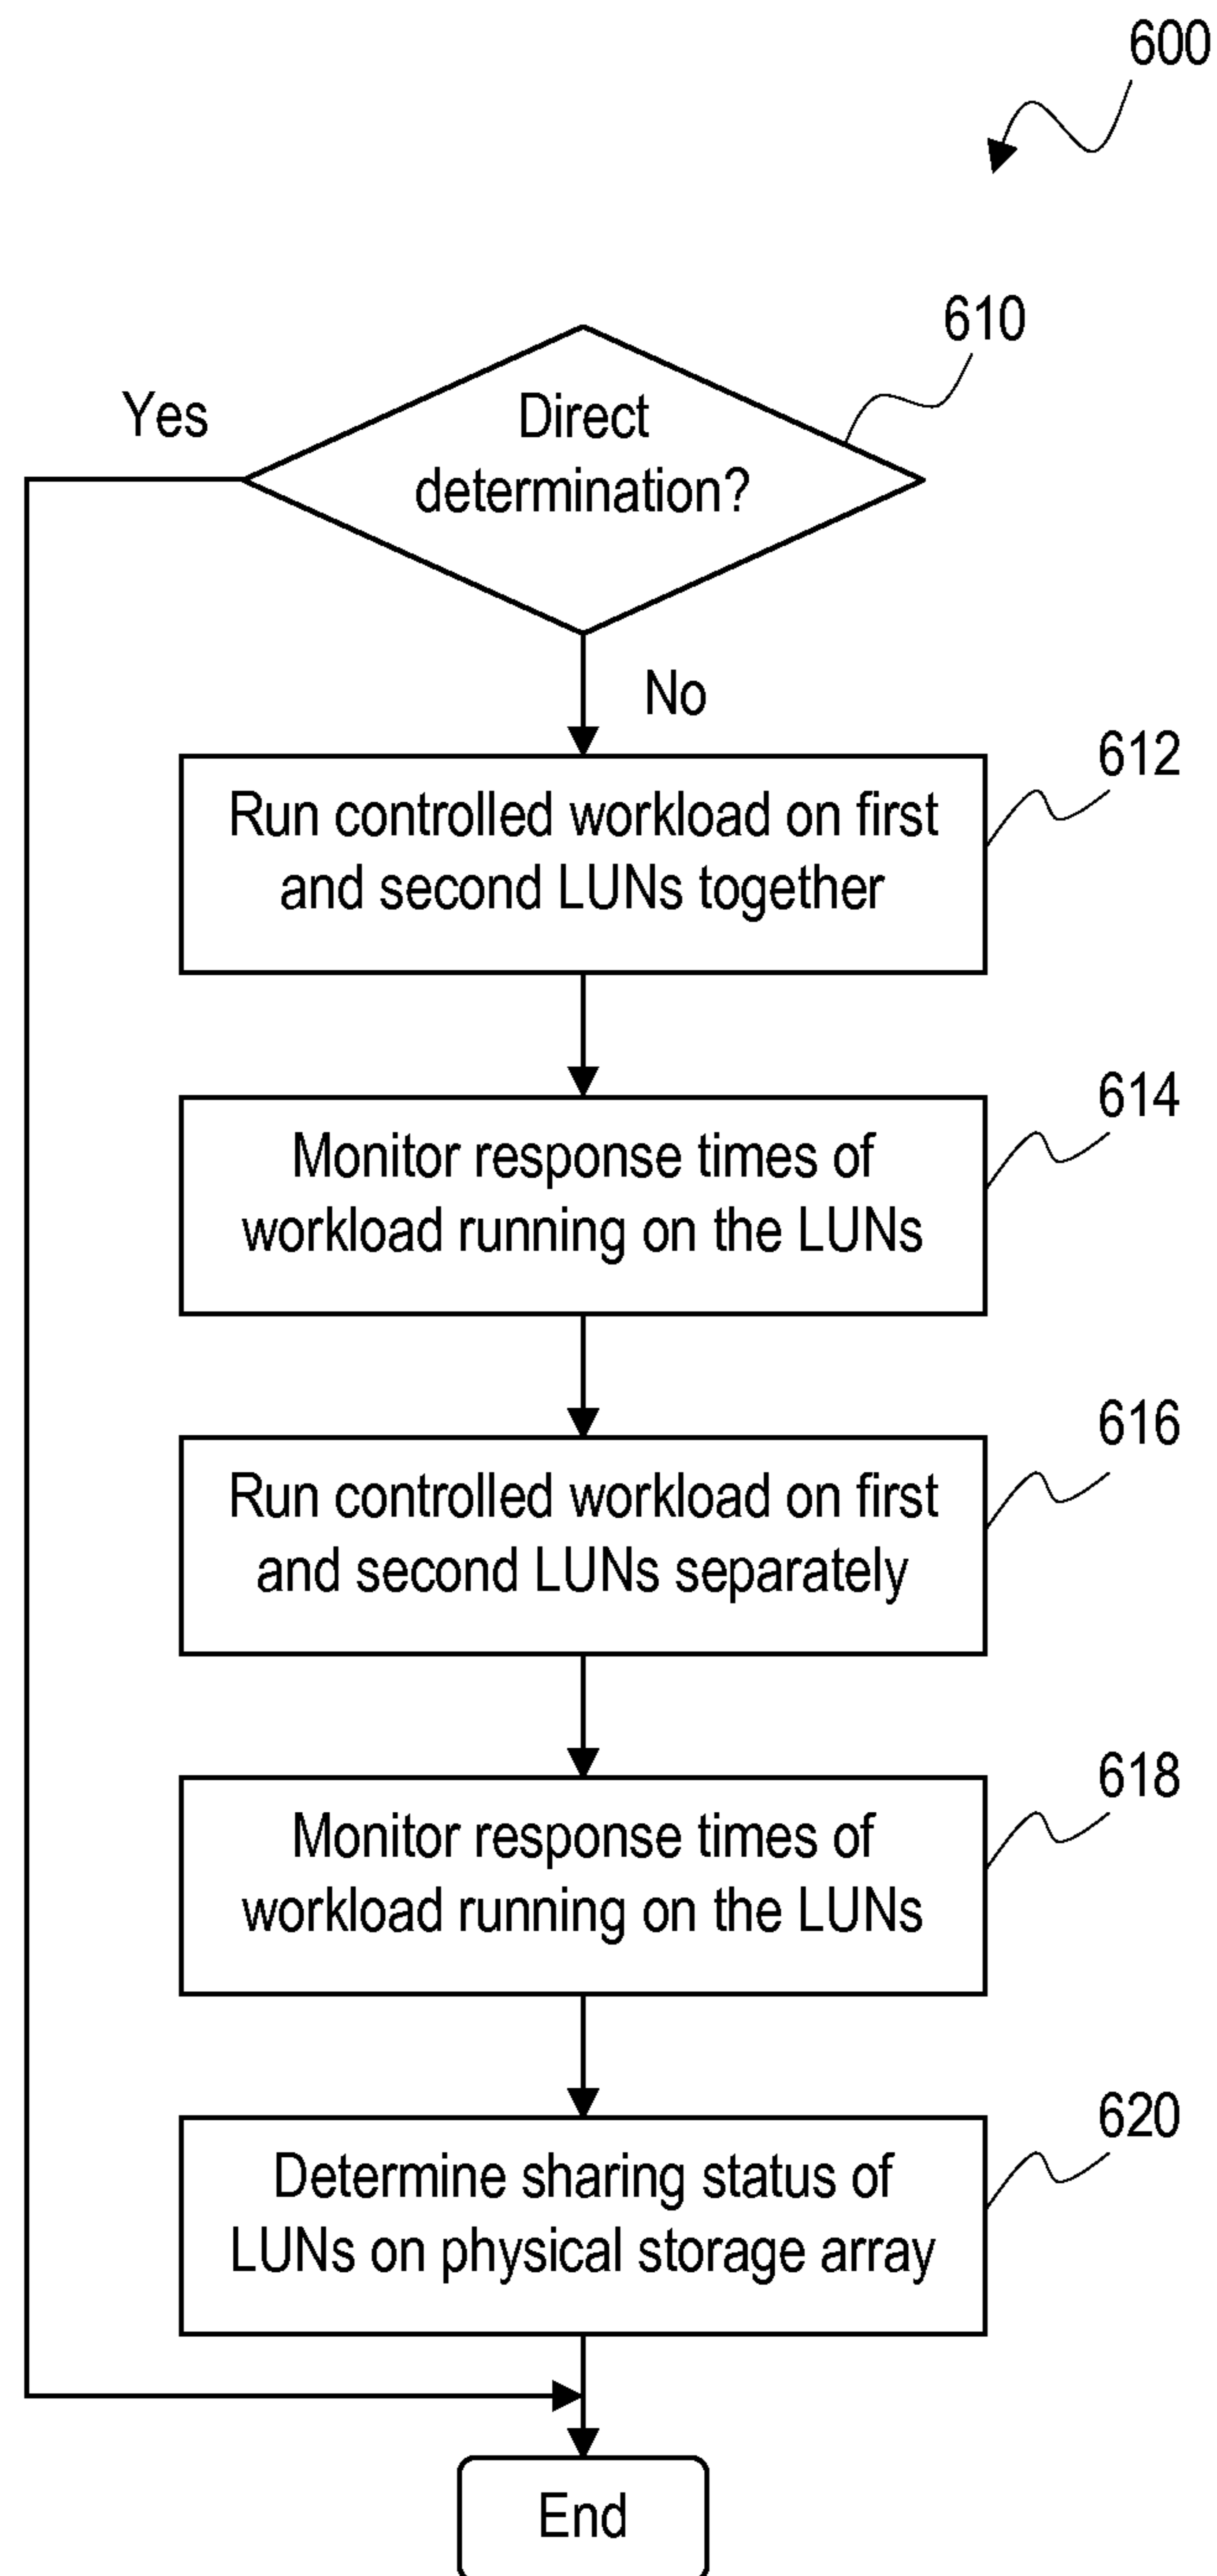 600
610
Yes
Direct
determination?
No
612
Run controlled workload on first
and second LUNs together
614
Monitor response times of
workload running on the LUNs
616
Run controlled workload on first
and second LUNs separately
618
Monitor response times of
workload running on the LUNs
620
Determine sharing status of
LUNs on physical storage array
End